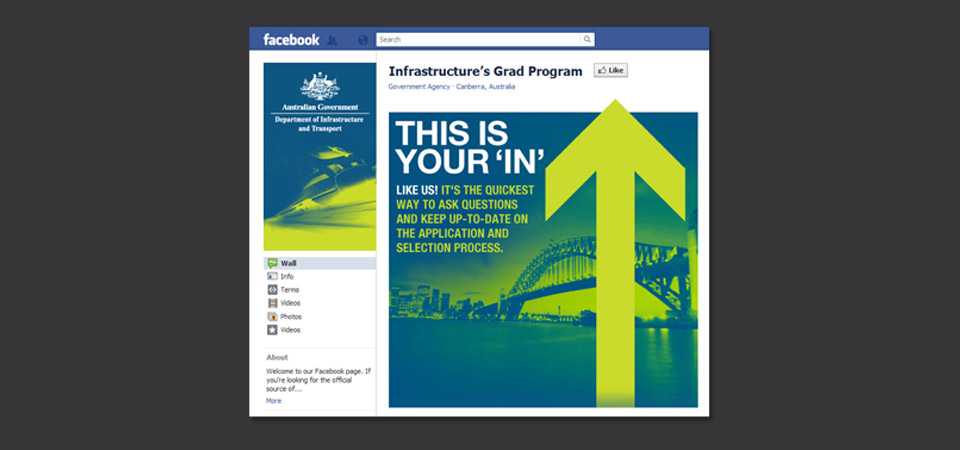 facebook
Search
Infrastructure's Grad Program
Like
Government Agency · Canberra, Australia
Australian Government
Department of Infrastructure
and Transport
THIS IS
YOUR 'IN'
LIKE US! IT'S THE QUICKEST
WAY TO ASK QUESTIONS
AND KEEP UP-TO-DATE ON
THE APPLICATION AND
SELECTION PROCESS.
Wall
Info
Terms
Videos
Photos
Videos
About
Welcome to our Facebook page. If
you're looking for the official
source of...
More